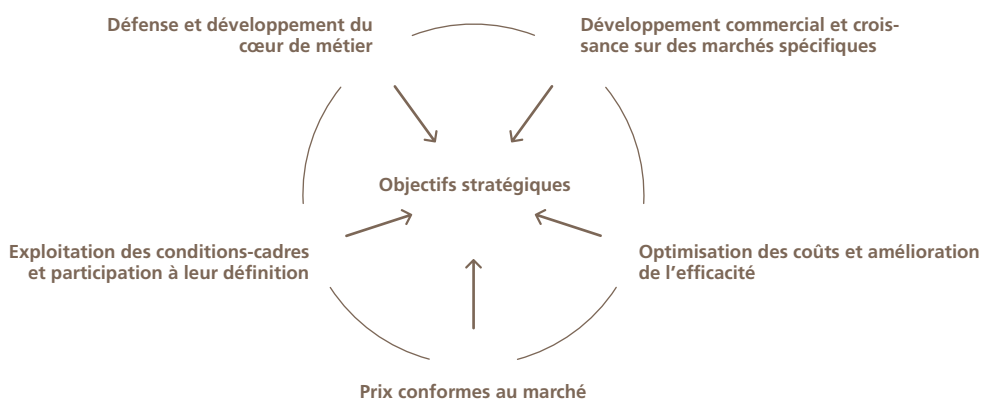 Défense et développement du
cœur de métier
Développement commercial et crois-
sance sur des marchés spécifiques
Objectifs stratégiques
Exploitation des conditions-cadres
et participation à leur définition
Optimisation des coûts et amélioration
de l’efficacité
Prix conformes au marché